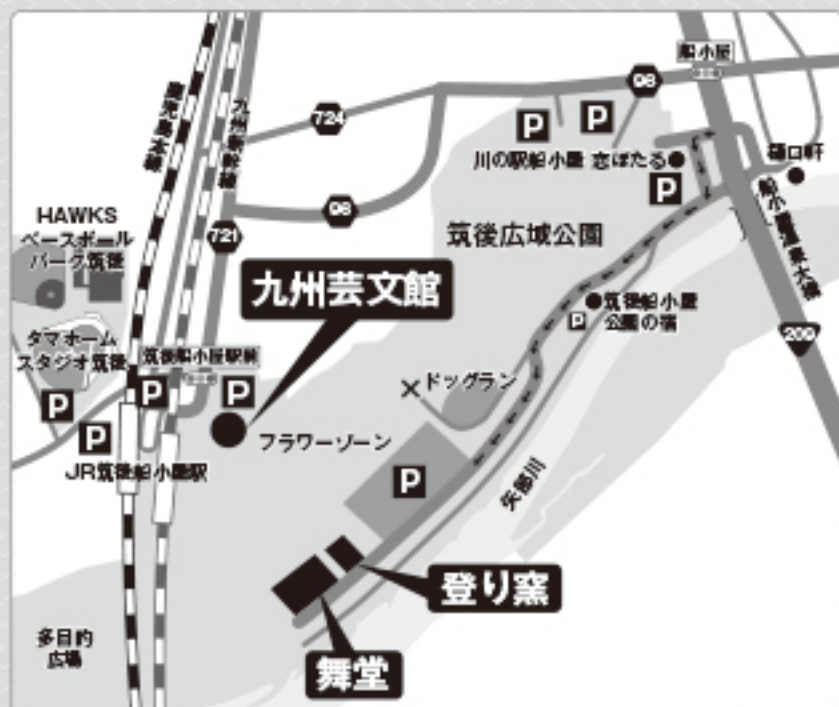 船小屋
96
鹿児島本線
九州新幹線
724
P
P
川の駅船小屋 恋ぼたる
樋口軒
P
96
721
HAWKS
ベースボール
パーク筑後
筑後広域公園
船小屋温泉大橋
九州芸文館
筑後船小屋
公園の宿
P
209
タマホーム
スタジオ筑後
筑後船小屋駅前
P
P
P
P
ドッグラン
フラワーゾーン
JR筑後船小屋駅
P
矢部川
登り窯
多目的
広場
舞堂